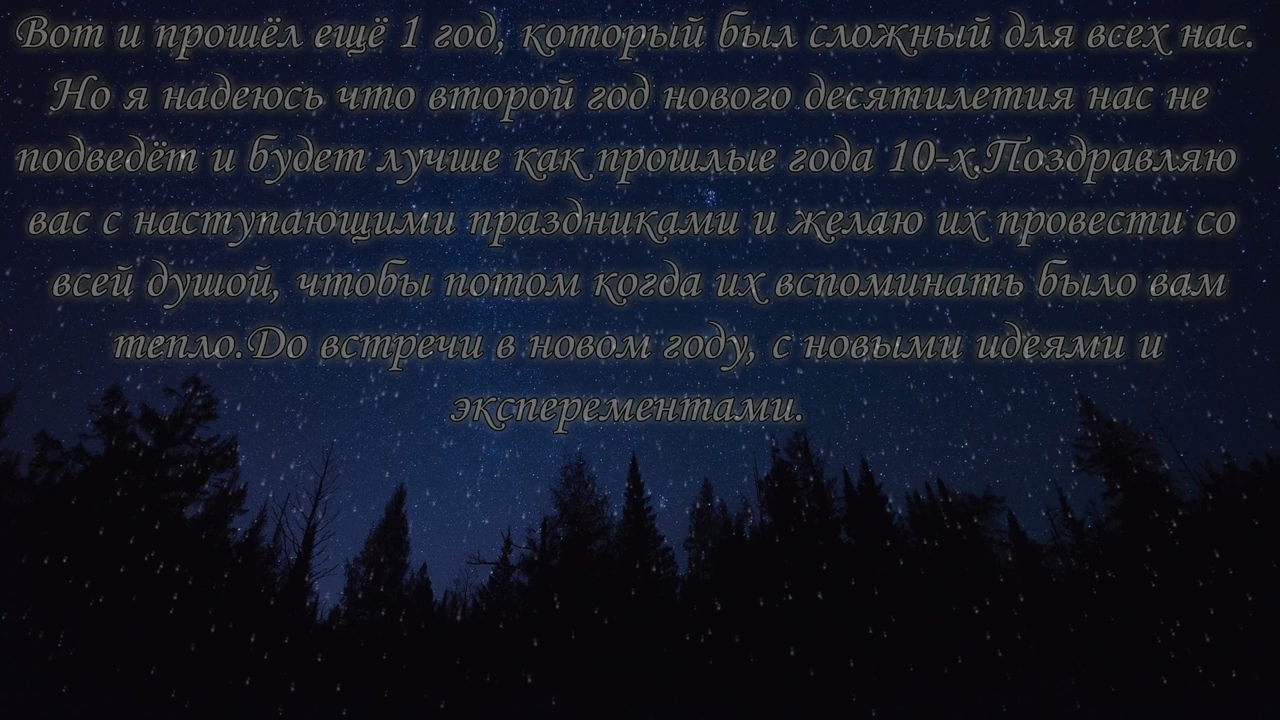 Вот и прошёл ещё 1 год, который был сложный для всех нас.
Но я надеюсь что второй год нового десятилетия нас не
подведёт и будет лучше как прошлые года 10-х.Поздравляю
вас с наступающими праздниками и желаю их провести со
всей душой, чтобы потом когда их вспоминать было вам
тепло.До встречи в новом году, с новыми идеями и
эксперементами.